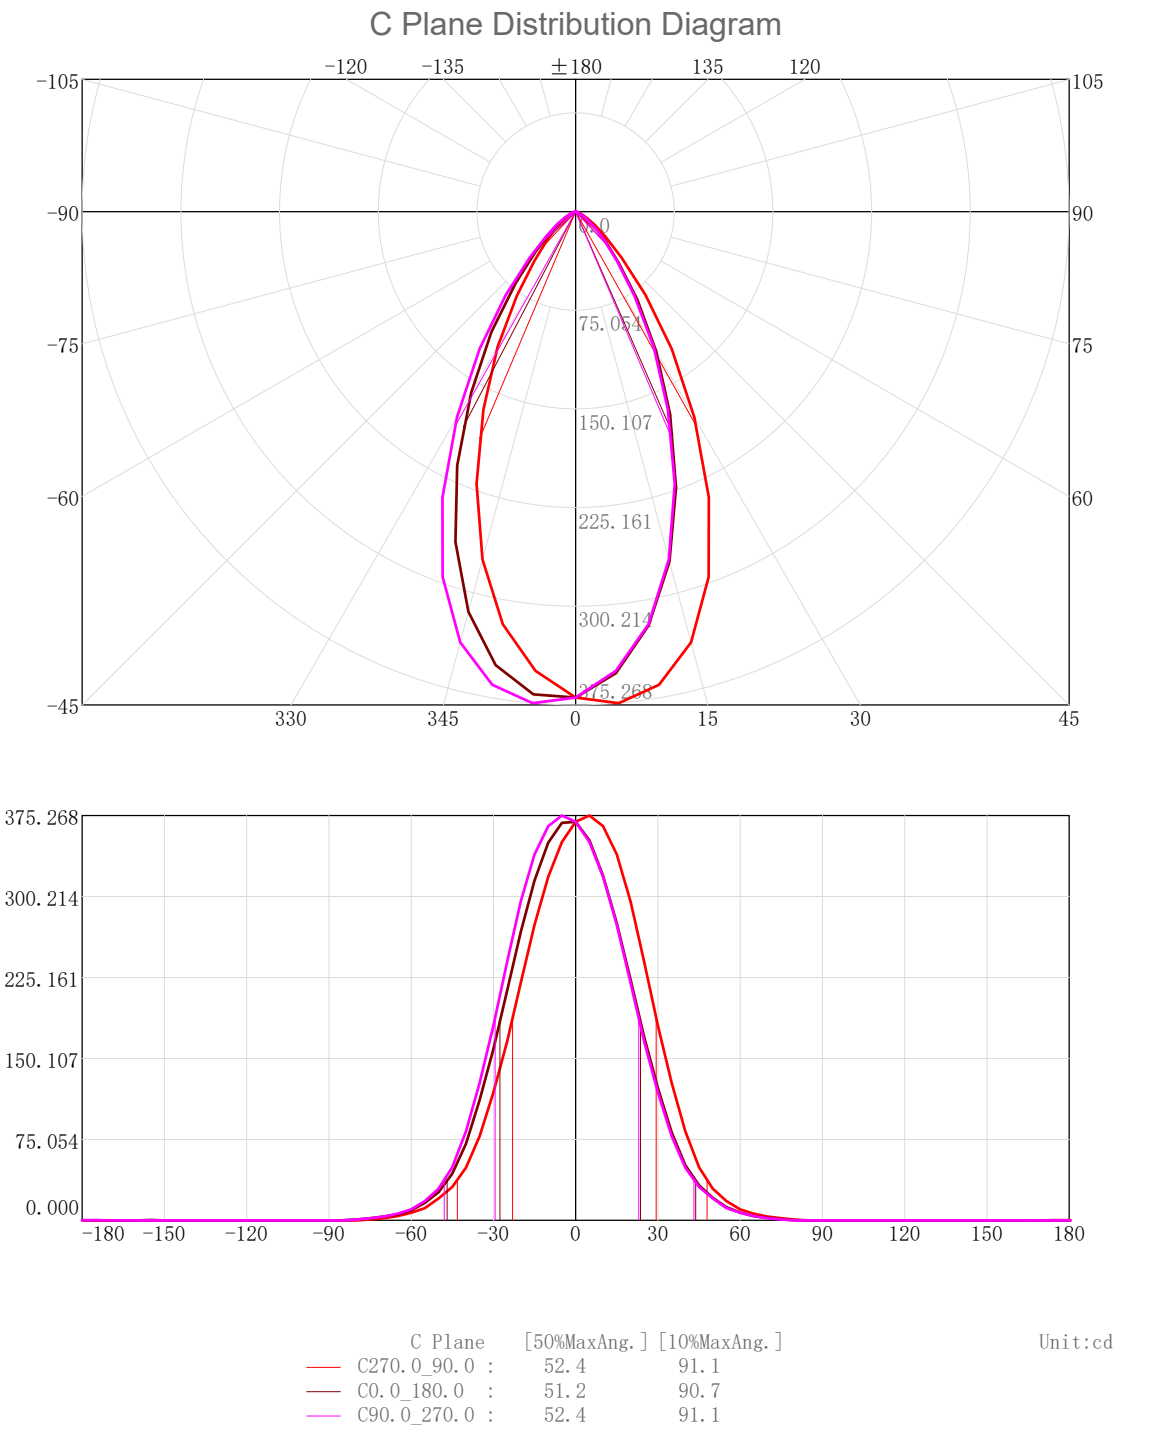 C Plane Distribution Diagram
-120 -135 ±180 135 120
-105 105
-90 90
0.0
75.054
-75 75
150.107
-60 60
225.161
300.214
375.268
-45
330 345 0 15 30 45
375.268
300.214
225.161
150.107
75.054
0.000
-180 -150 -120 -90 -60 -30 0 30 60 90 120 150 180
C Plane [50%MaxAng.] [10%MaxAng.] Unit:cd
C270.0_90.0 : 52.4 91.1
C0.0_180.0 : 51.2 90.7
C90.0_270.0 : 52.4 91.1